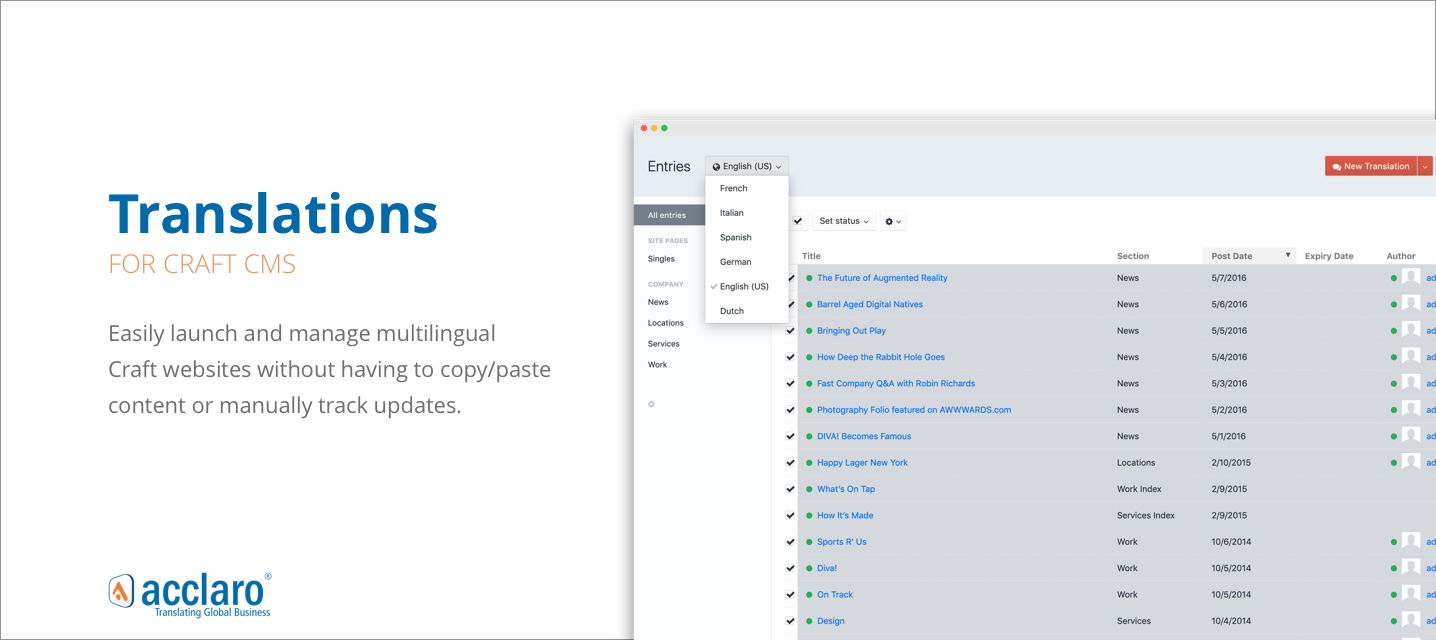 Translations
FOR CRAFT CMS
Easily launch and manage multilingual
Craft websites without having to copy/paste
content or manually track updates.
acclaro®
Translating Global Business
Entries English (US) New Translation
French
Italian
Spanish
German
English (US)
Dutch
All entries
SITE PAGES
Singles
COMPANY
News
Locations
Services
Work
Set status
Title Section Post Date Expiry Date Author
The Future of Augmented Reality News 5/7/2016 ad
Barrel Aged Digital Natives News 5/6/2016 ad
Bringing Out Play News 5/5/2016 ad
How Deep the Rabbit Hole Goes News 5/4/2016 ad
Fast Company Q&A with Robin Richards News 5/3/2016 ad
Photography Folio featured on AWWWARDS.com News 5/2/2016 ad
DIVA! Becomes Famous News 5/1/2016 ad
Happy Lager New York Locations 2/10/2015 ad
What's On Tap Work Index 2/9/2015
How It's Made Services Index 2/9/2015
Sports R' Us Work 10/6/2014 ad
Diva! Work 10/5/2014 ad
On Track Work 10/5/2014 ad
Design Services 10/4/2014 ad